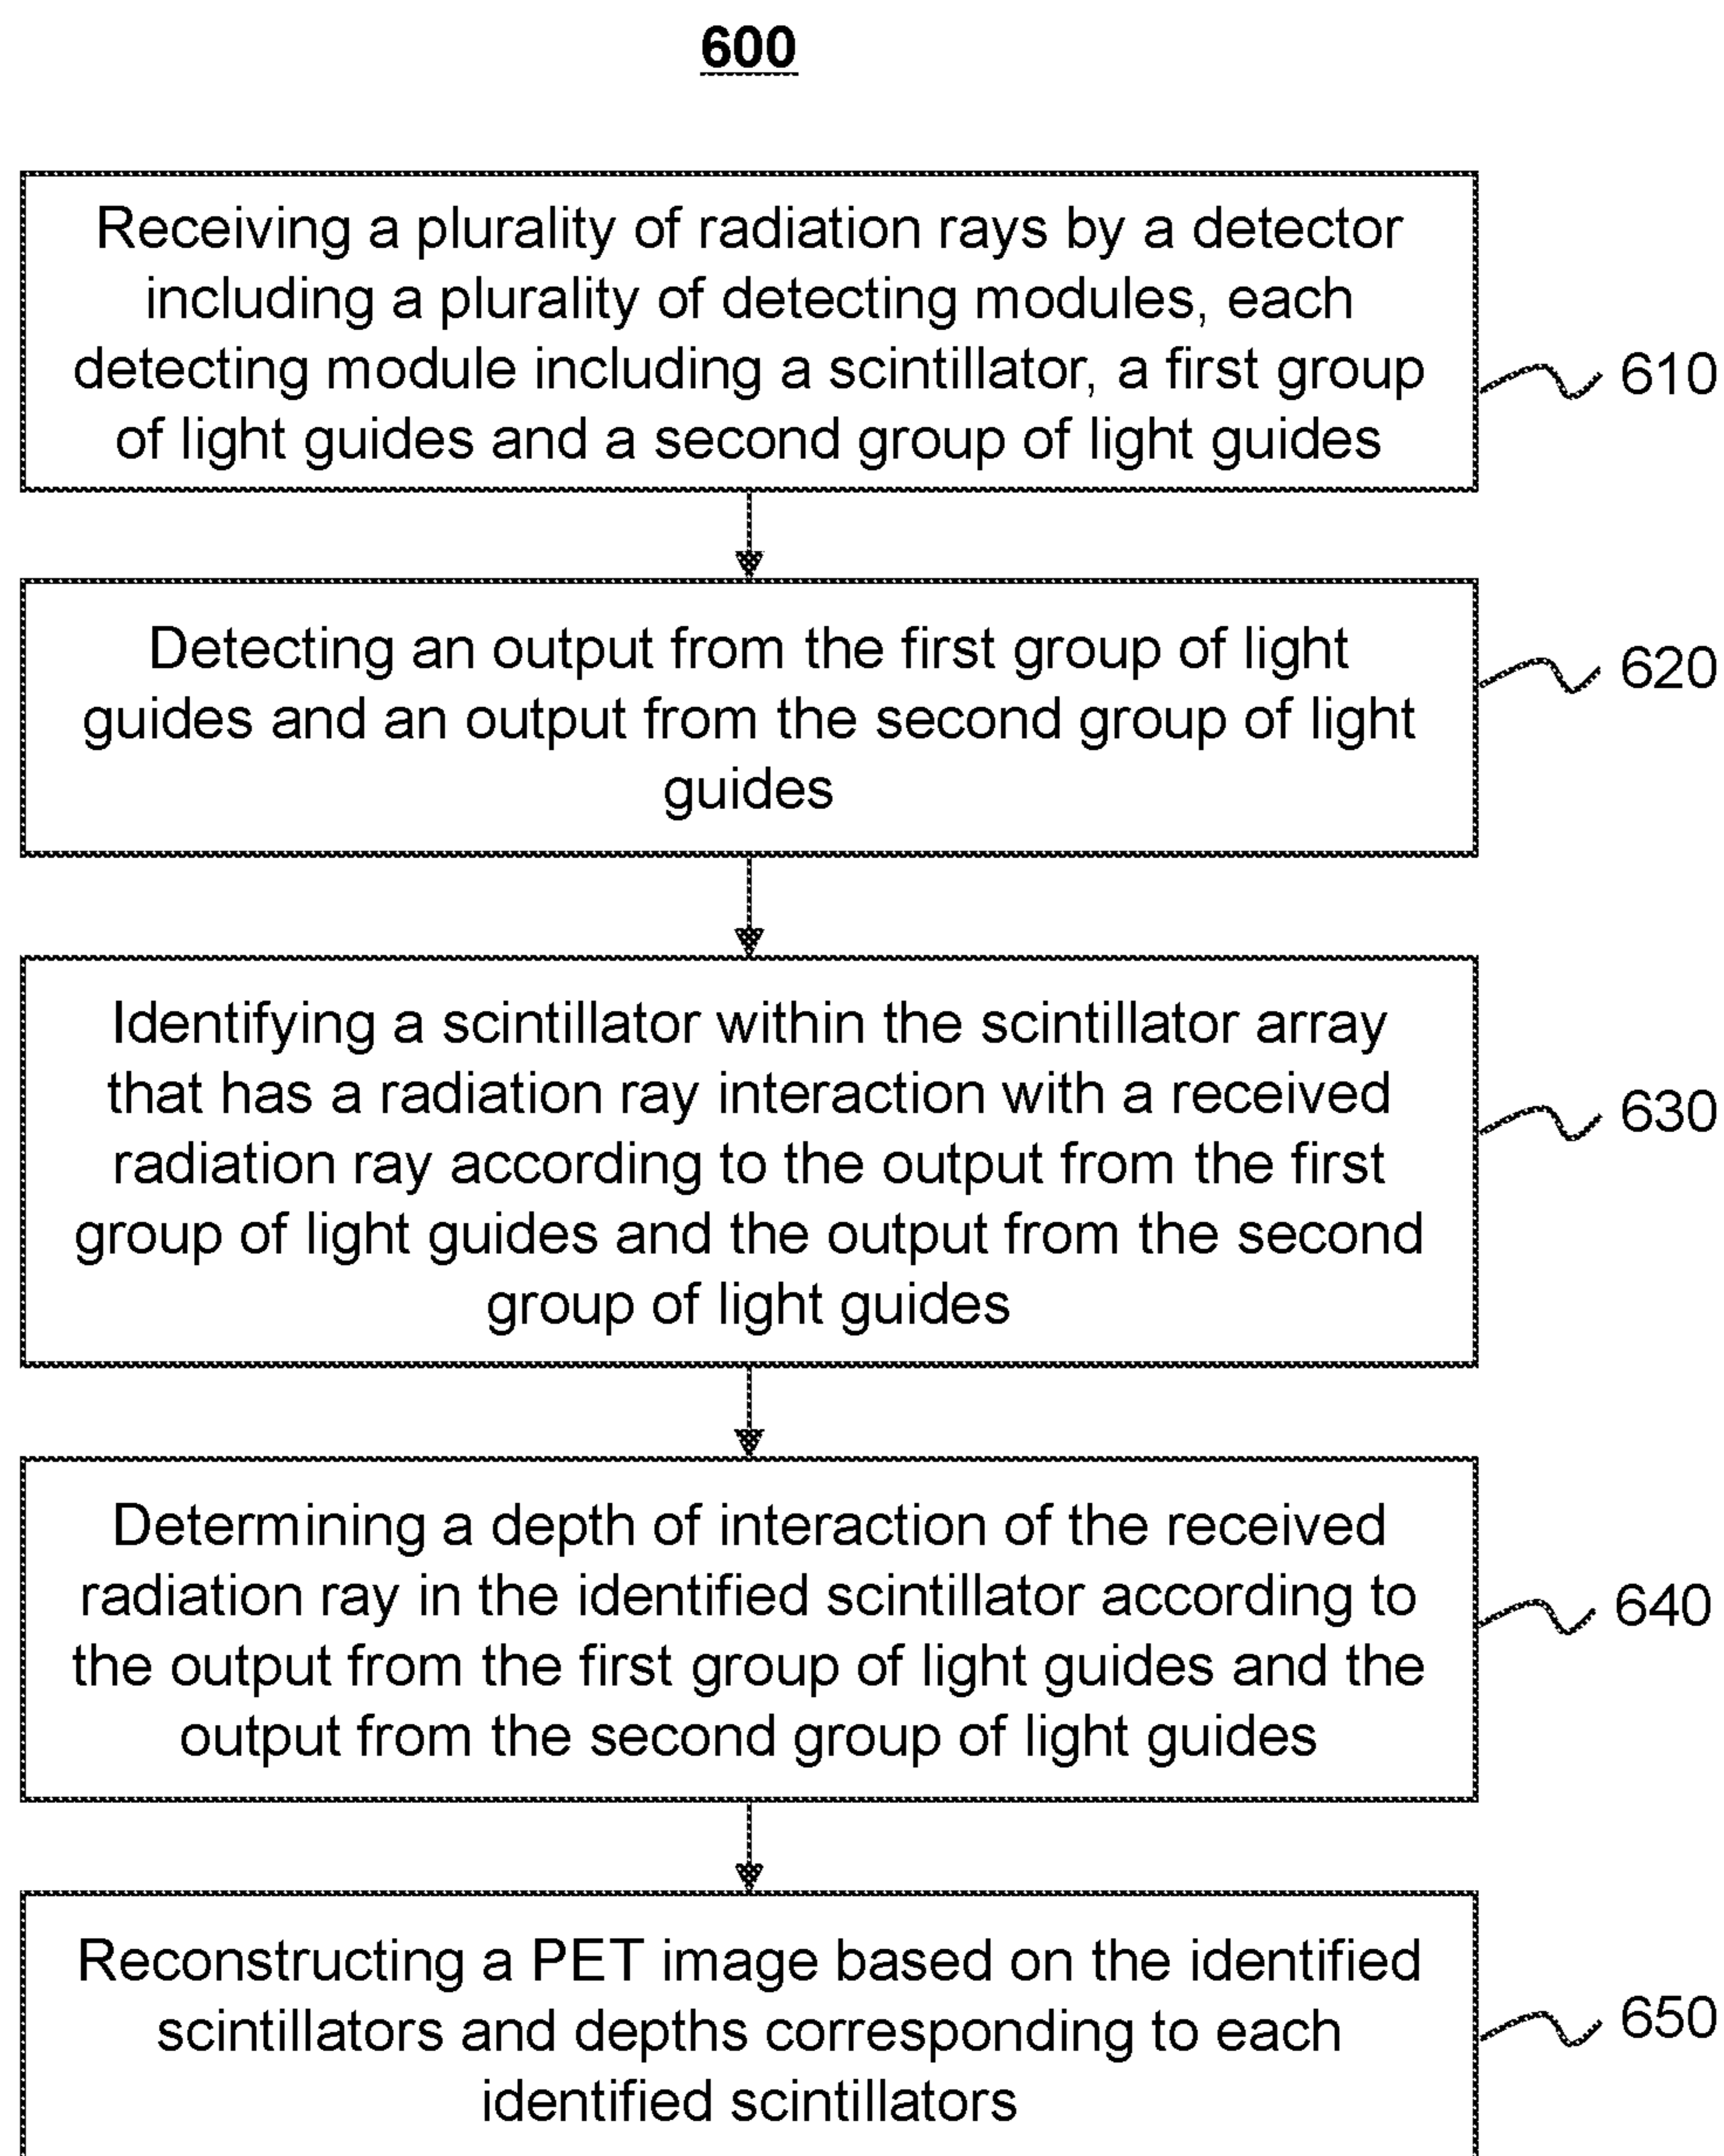 600
Receiving a plurality of radiation rays by a detector
including a plurality of detecting modules, each
detecting module including a scintillator, a first group
of light guides and a second group of light guides
610
Detecting an output from the first group of light
guides and an output from the second group of light
guides
620
Identifying a scintillator within the scintillator array
that has a radiation ray interaction with a received
radiation ray according to the output from the first
group of light guides and the output from the second
group of light guides
630
Determining a depth of interaction of the received
radiation ray in the identified scintillator according to
the output from the first group of light guides and the
output from the second group of light guides
640
Reconstructing a PET image based on the identified
scintillators and depths corresponding to each
identified scintillators
650